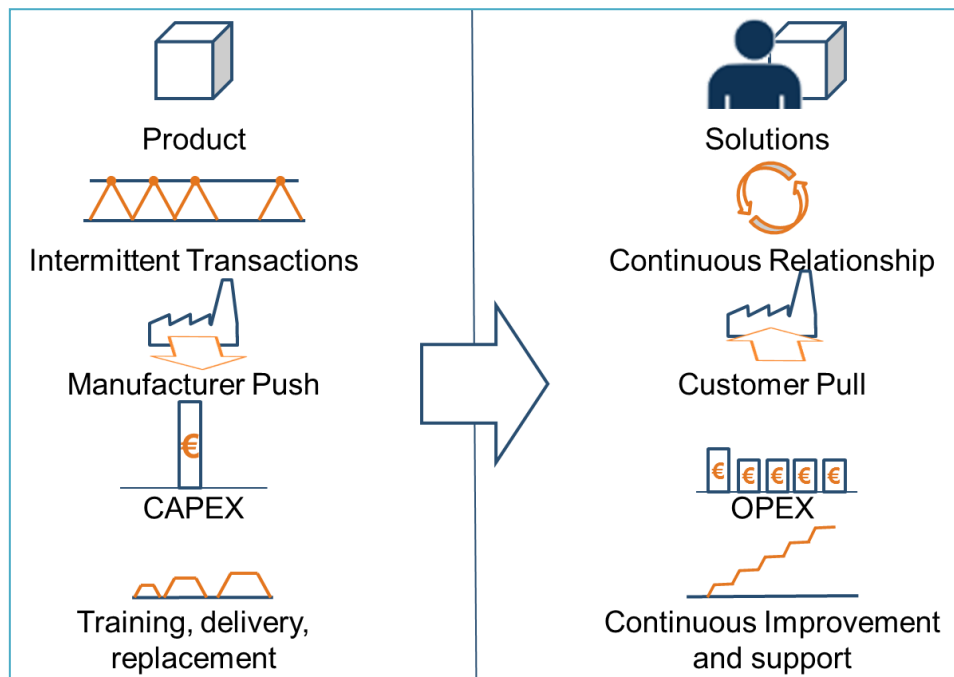 Product
Intermittent Transactions
Manufacturer Push
€
CAPEX
Training, delivery,
replacement
Solutions
Continuous Relationship
Customer Pull
€ € € € €
OPEX
Continuous Improvement
and support